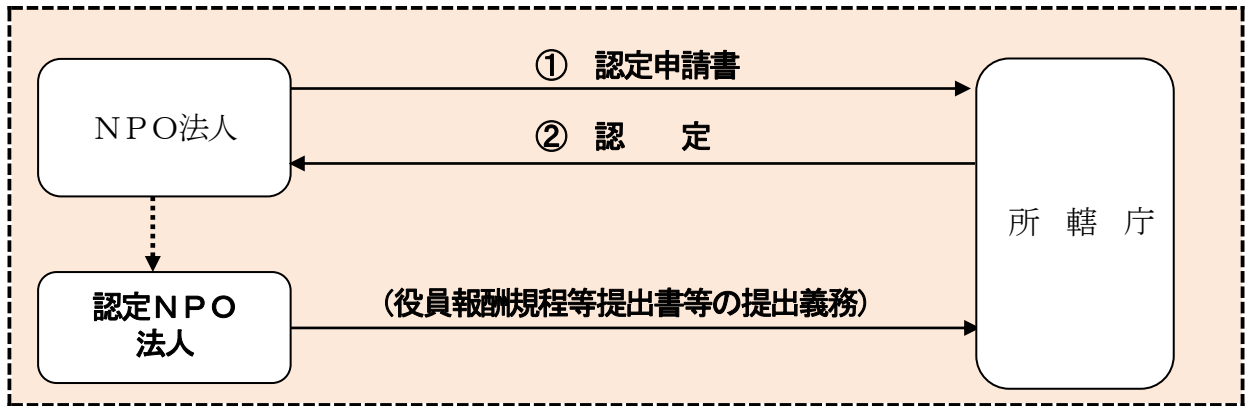 ① 認定申請書
NPO法人
② 認　　定
所　轄　庁
認定NPO
法人
(役員報酬規程等提出書等の提出義務)